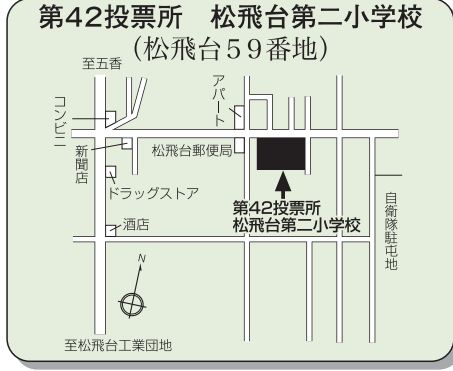 第42投票所　松飛台第二小学校
（松飛台５９番地）
至五香
アパート
コンビニ
新聞店
松飛台郵便局
ドラッグストア
第42投票所
松飛台第二小学校
自衛隊駐屯地
酒店
N
至松飛台工業団地